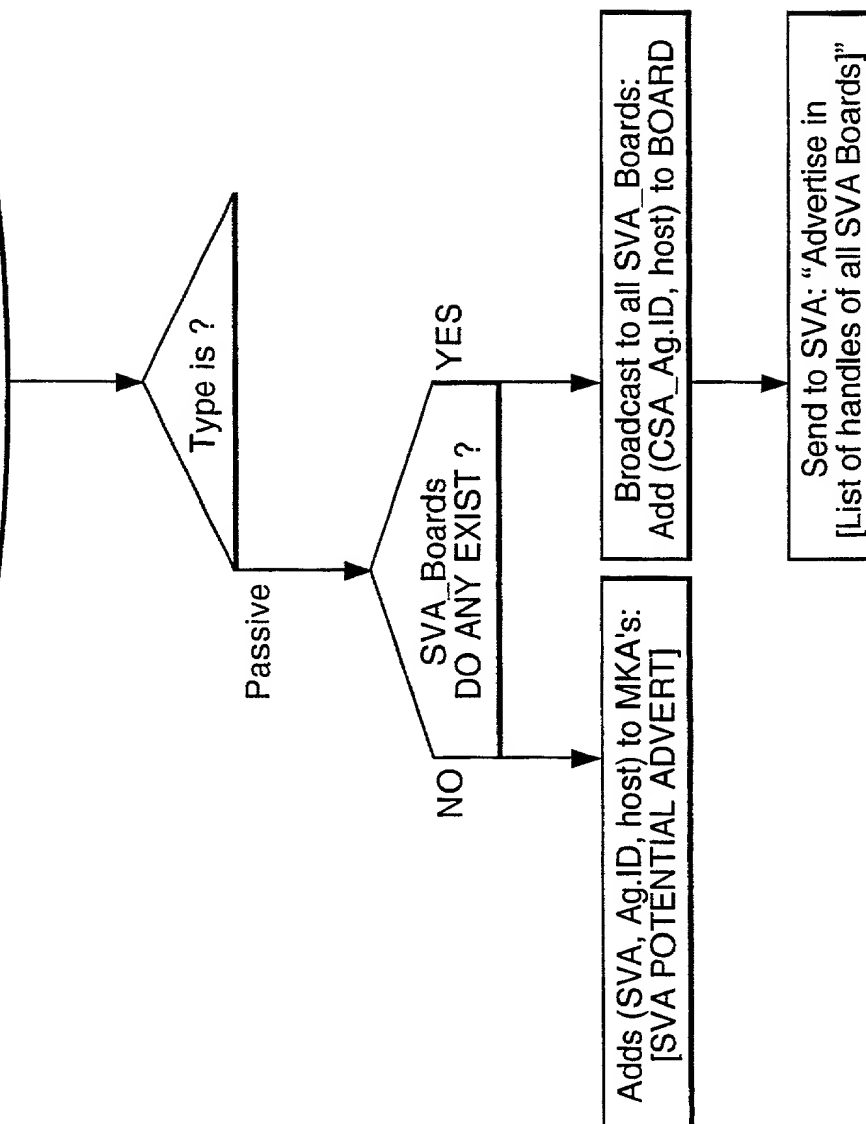 Type is ?
Passive
SVA_Boards
DO ANY EXIST ?
NO
YES
Adds (SVA, Ag.ID, host) to MKA's:
[SVA POTENTIAL ADVERT]
Broadcast to all SVA_Boards:
Add (CSA_Ag.ID, host) to BOARD
Send to SVA: “Advertise in
[List of handles of all SVA Boards]”